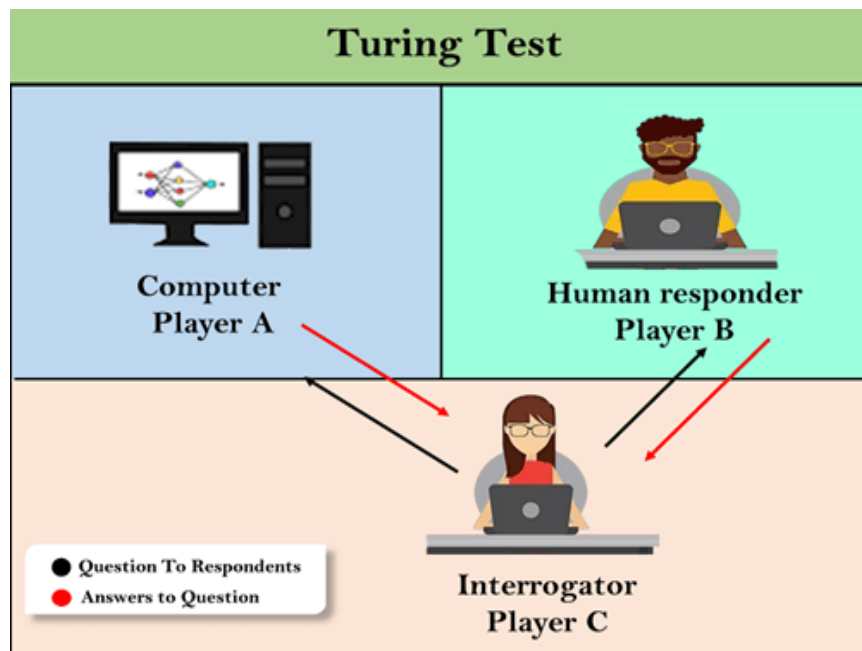 Turing Test
Computer
Player A
Human responder
Player B
Question To Respondents
Answers to Question
Interrogator
Player C